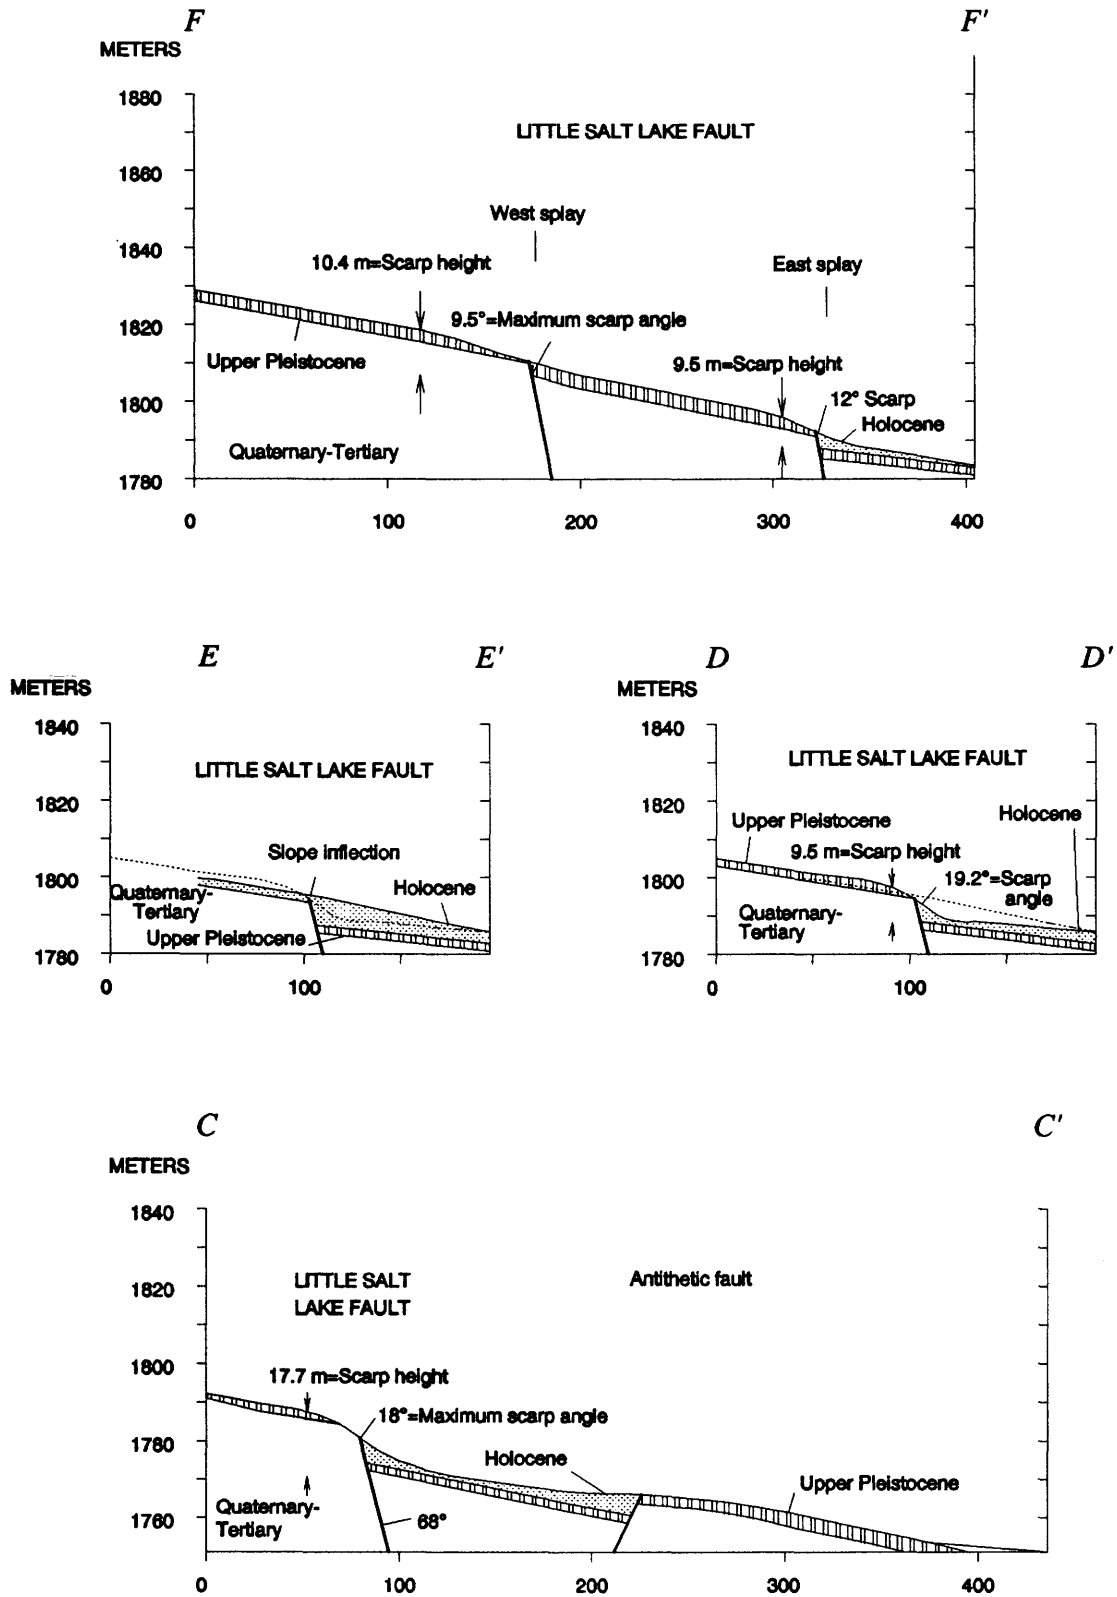 F F'
METERS
1880
LITTLE SALT LAKE FAULT
1860
West splay
1840
10.4 m=Scarp height
East splay
9.5°=Maximum scarp angle
1820
Upper Pleistocene
9.5 m=Scarp height
1800
12° Scarp
Holocene
Quaternary-Tertiary
1780
0 100 200 300 400
E E'
METERS
1840
LITTLE SALT LAKE FAULT
1820
Slope inflection
1800
Quaternary-
Tertiary
Holocene
Upper Pleistocene
1780
0 100
D D'
METERS
1840
LITTLE SALT LAKE FAULT
1820
Holocene
Upper Pleistocene
9.5 m=Scarp height
1800
19.2°=Scarp
angle
Quaternary-
Tertiary
1780
0 100
C C'
METERS
1840
LITTLE SALT
LAKE FAULT
Antithetic fault
1820
1800
17.7 m=Scarp height
18°=Maximum scarp angle
1780
Holocene
Upper Pleistocene
Quaternary-
Tertiary
1760
68°
0 100 200 300 400